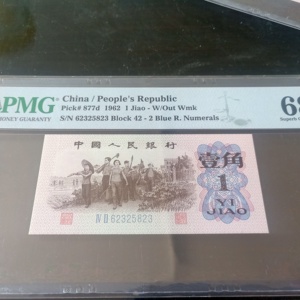 PMG
MONEY GUARANTY
China / People's Republic
Pick# 877d 1962 1 Jiao - W/Out Wmk
S/N 62325823 Block 42 - 2 Blue R. Numerals
中国人民银行
壹角
1
YI
JIAO
62325823